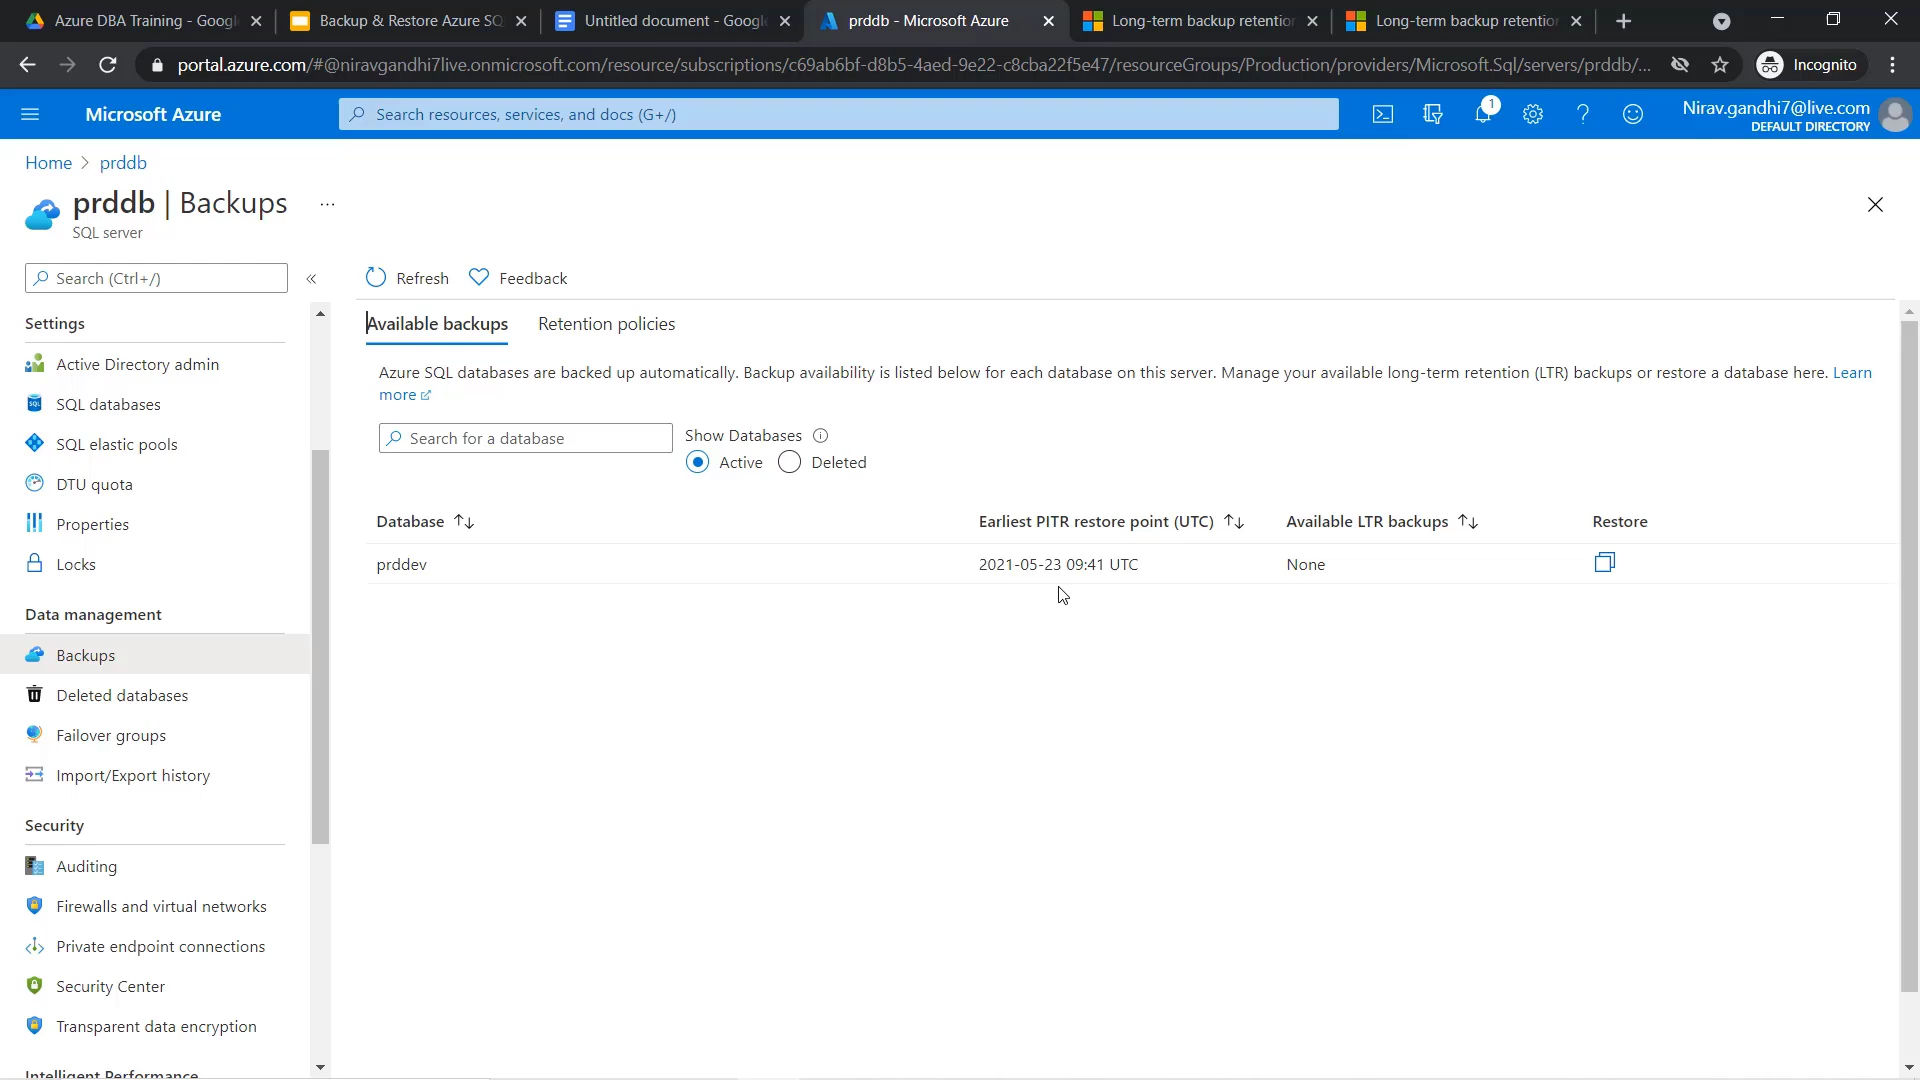 Azure DBA Training - Googl
Backup & Restore Azure SQ
Untitled document - Googl
prddb - Microsoft Azure
Long-term backup retentio
Long-term backup retentio
portal.azure.com/#@niravgandhi7live.onmicrosoft.com/resource/subscriptions/c69ab6bf-d8b5-4aed-9e22-c8cba22f5e47/resourceGroups/Production/providers/Microsoft.Sql/servers/prddb/...
Incognito
Microsoft Azure
Search resources, services, and docs (G+/)
1
Nirav.gandhi7@live.com
DEFAULT DIRECTORY
Home > prddb
prddb | Backups ...
SQL server
Search (Ctrl+/)
«
Settings
Active Directory admin
SQL databases
SQL elastic pools
DTU quota
Properties
Locks
Data management
Backups
Deleted databases
Failover groups
Import/Export history
Security
Auditing
Firewalls and virtual networks
Private endpoint connections
Security Center
Transparent data encryption
Intelligent Performance
Refresh
Feedback
Available backups
Retention policies
Azure SQL databases are backed up automatically. Backup availability is listed below for each database on this server. Manage your available long-term retention (LTR) backups or restore a database here. Learn
more
Search for a database
Show Databases
Active
Deleted
Database
Earliest PITR restore point (UTC)
Available LTR backups
Restore
prddev
2021-05-23 09:41 UTC
None